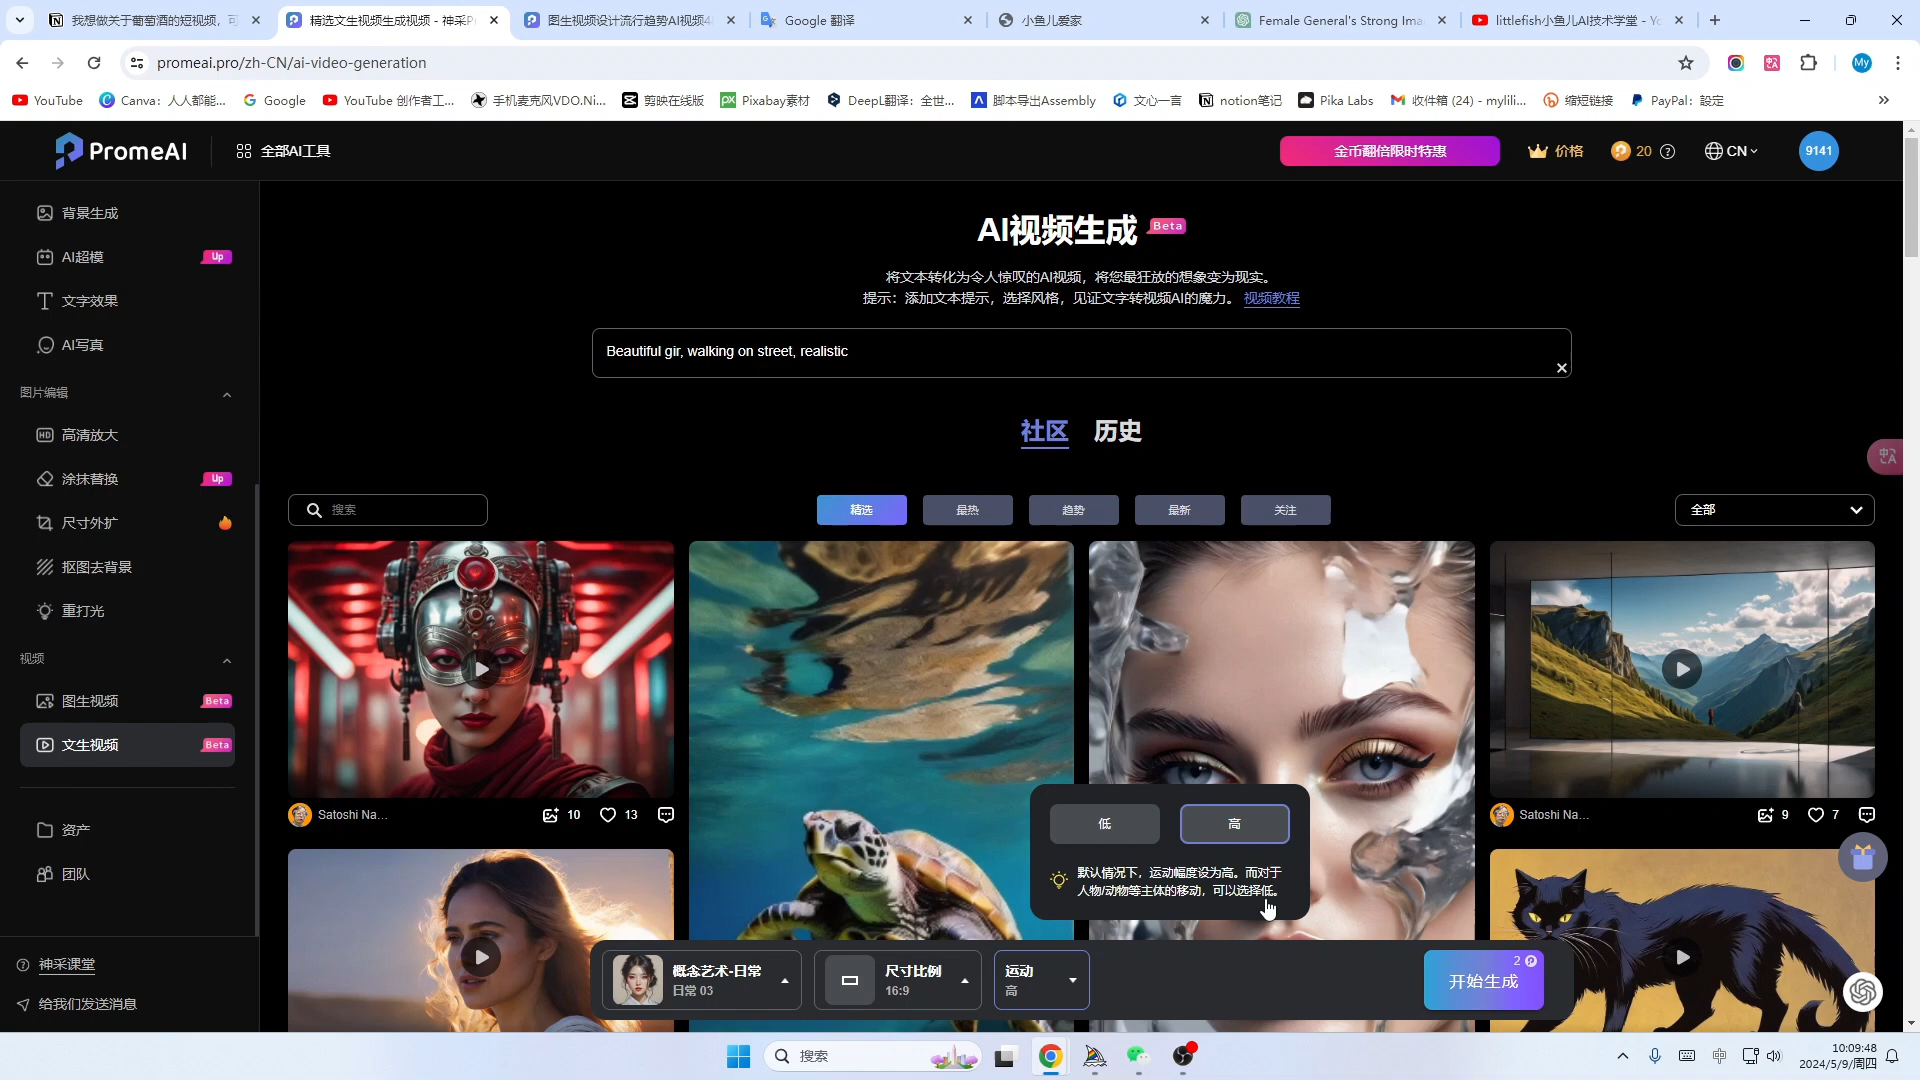 我想做关于葡萄酒的短视频，可
精选文生视频生成视频 - 神采P
图生视频设计流行趋势AI视频4
Google 翻译
小鱼儿爱家
Female General's Strong Ima
littlefish小鱼儿AI技术学堂 - Yo
promeai.pro/zh-CN/ai-video-generation
My
YouTube
Canva：人人都能...
Google
YouTube 创作者工...
手机麦克风VDO.Ni...
剪映在线版
Pixabay素材
DeepL翻译：全世...
脚本导出Assembly
文心一言
notion笔记
Pika Labs
收件箱 (24) - mylili...
缩短链接
PayPal：設定
PromeAI
全部AI工具
金币翻倍限时特惠
价格
20
CN
9141
背景生成
AI超模
Up
文字效果
AI写真
图片编辑
HD
高清放大
涂抹替换
Up
尺寸外扩
抠图去背景
重打光
视频
图生视频
Beta
文生视频
Beta
资产
团队
神采课堂
给我们发送消息
AI视频生成
Beta
将文本转化为令人惊叹的AI视频，将您最狂放的想象变为现实。
提示：添加文本提示，选择风格，见证文字转视频AI的魔力。 视频教程
Beautiful gir, walking on street, realistic
社区
历史
搜索
精选
最热
趋势
最新
关注
全部
Satoshi Na...
10
13
Satoshi Na...
9
7
低
高
默认情况下，运动幅度设为高。而对于
人物/动物等主体的移动，可以选择低。
概念艺术-日常
日常 03
尺寸比例
16:9
运动
高
2
开始生成
搜索
中
10:09:48
2024/5/9/周四